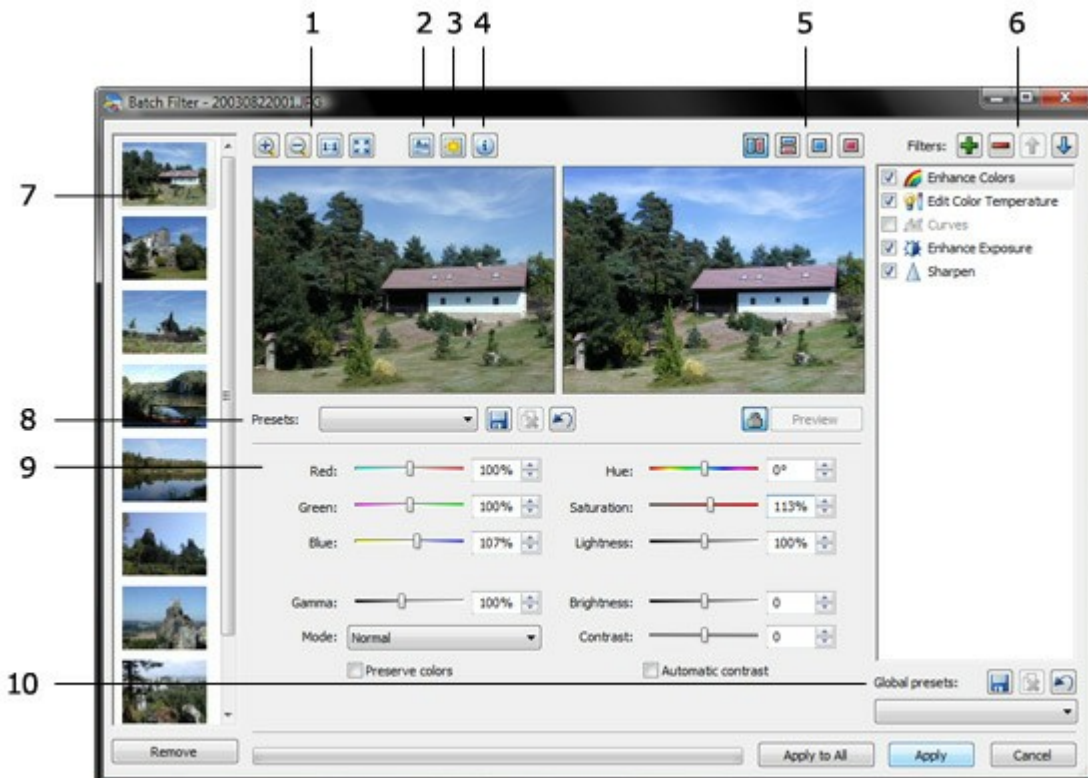 1 2 3 4 5 6
Batch Filter - 20030822001.JPG
1:1
Filters:
7
Enhance Colors
Edit Color Temperature
Curves
Enhance Exposure
Sharpen
8
Presets:
Preview
9
Red: 100% Hue: 0°
Green: 100% Saturation: 113%
Blue: 107% Lightness: 100%
Gamma: 100% Brightness: 0
Mode: Normal Contrast: 0
Preserve colors Automatic contrast
10
Global presets:
Remove Apply to All Apply Cancel